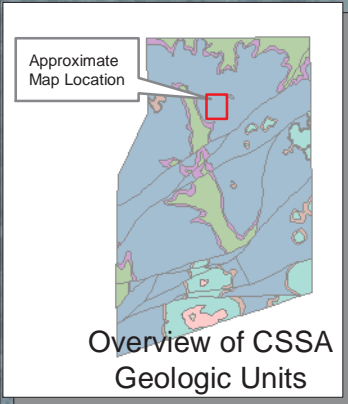 Approximate
Map Location
Overview of CSSA
Geologic Units